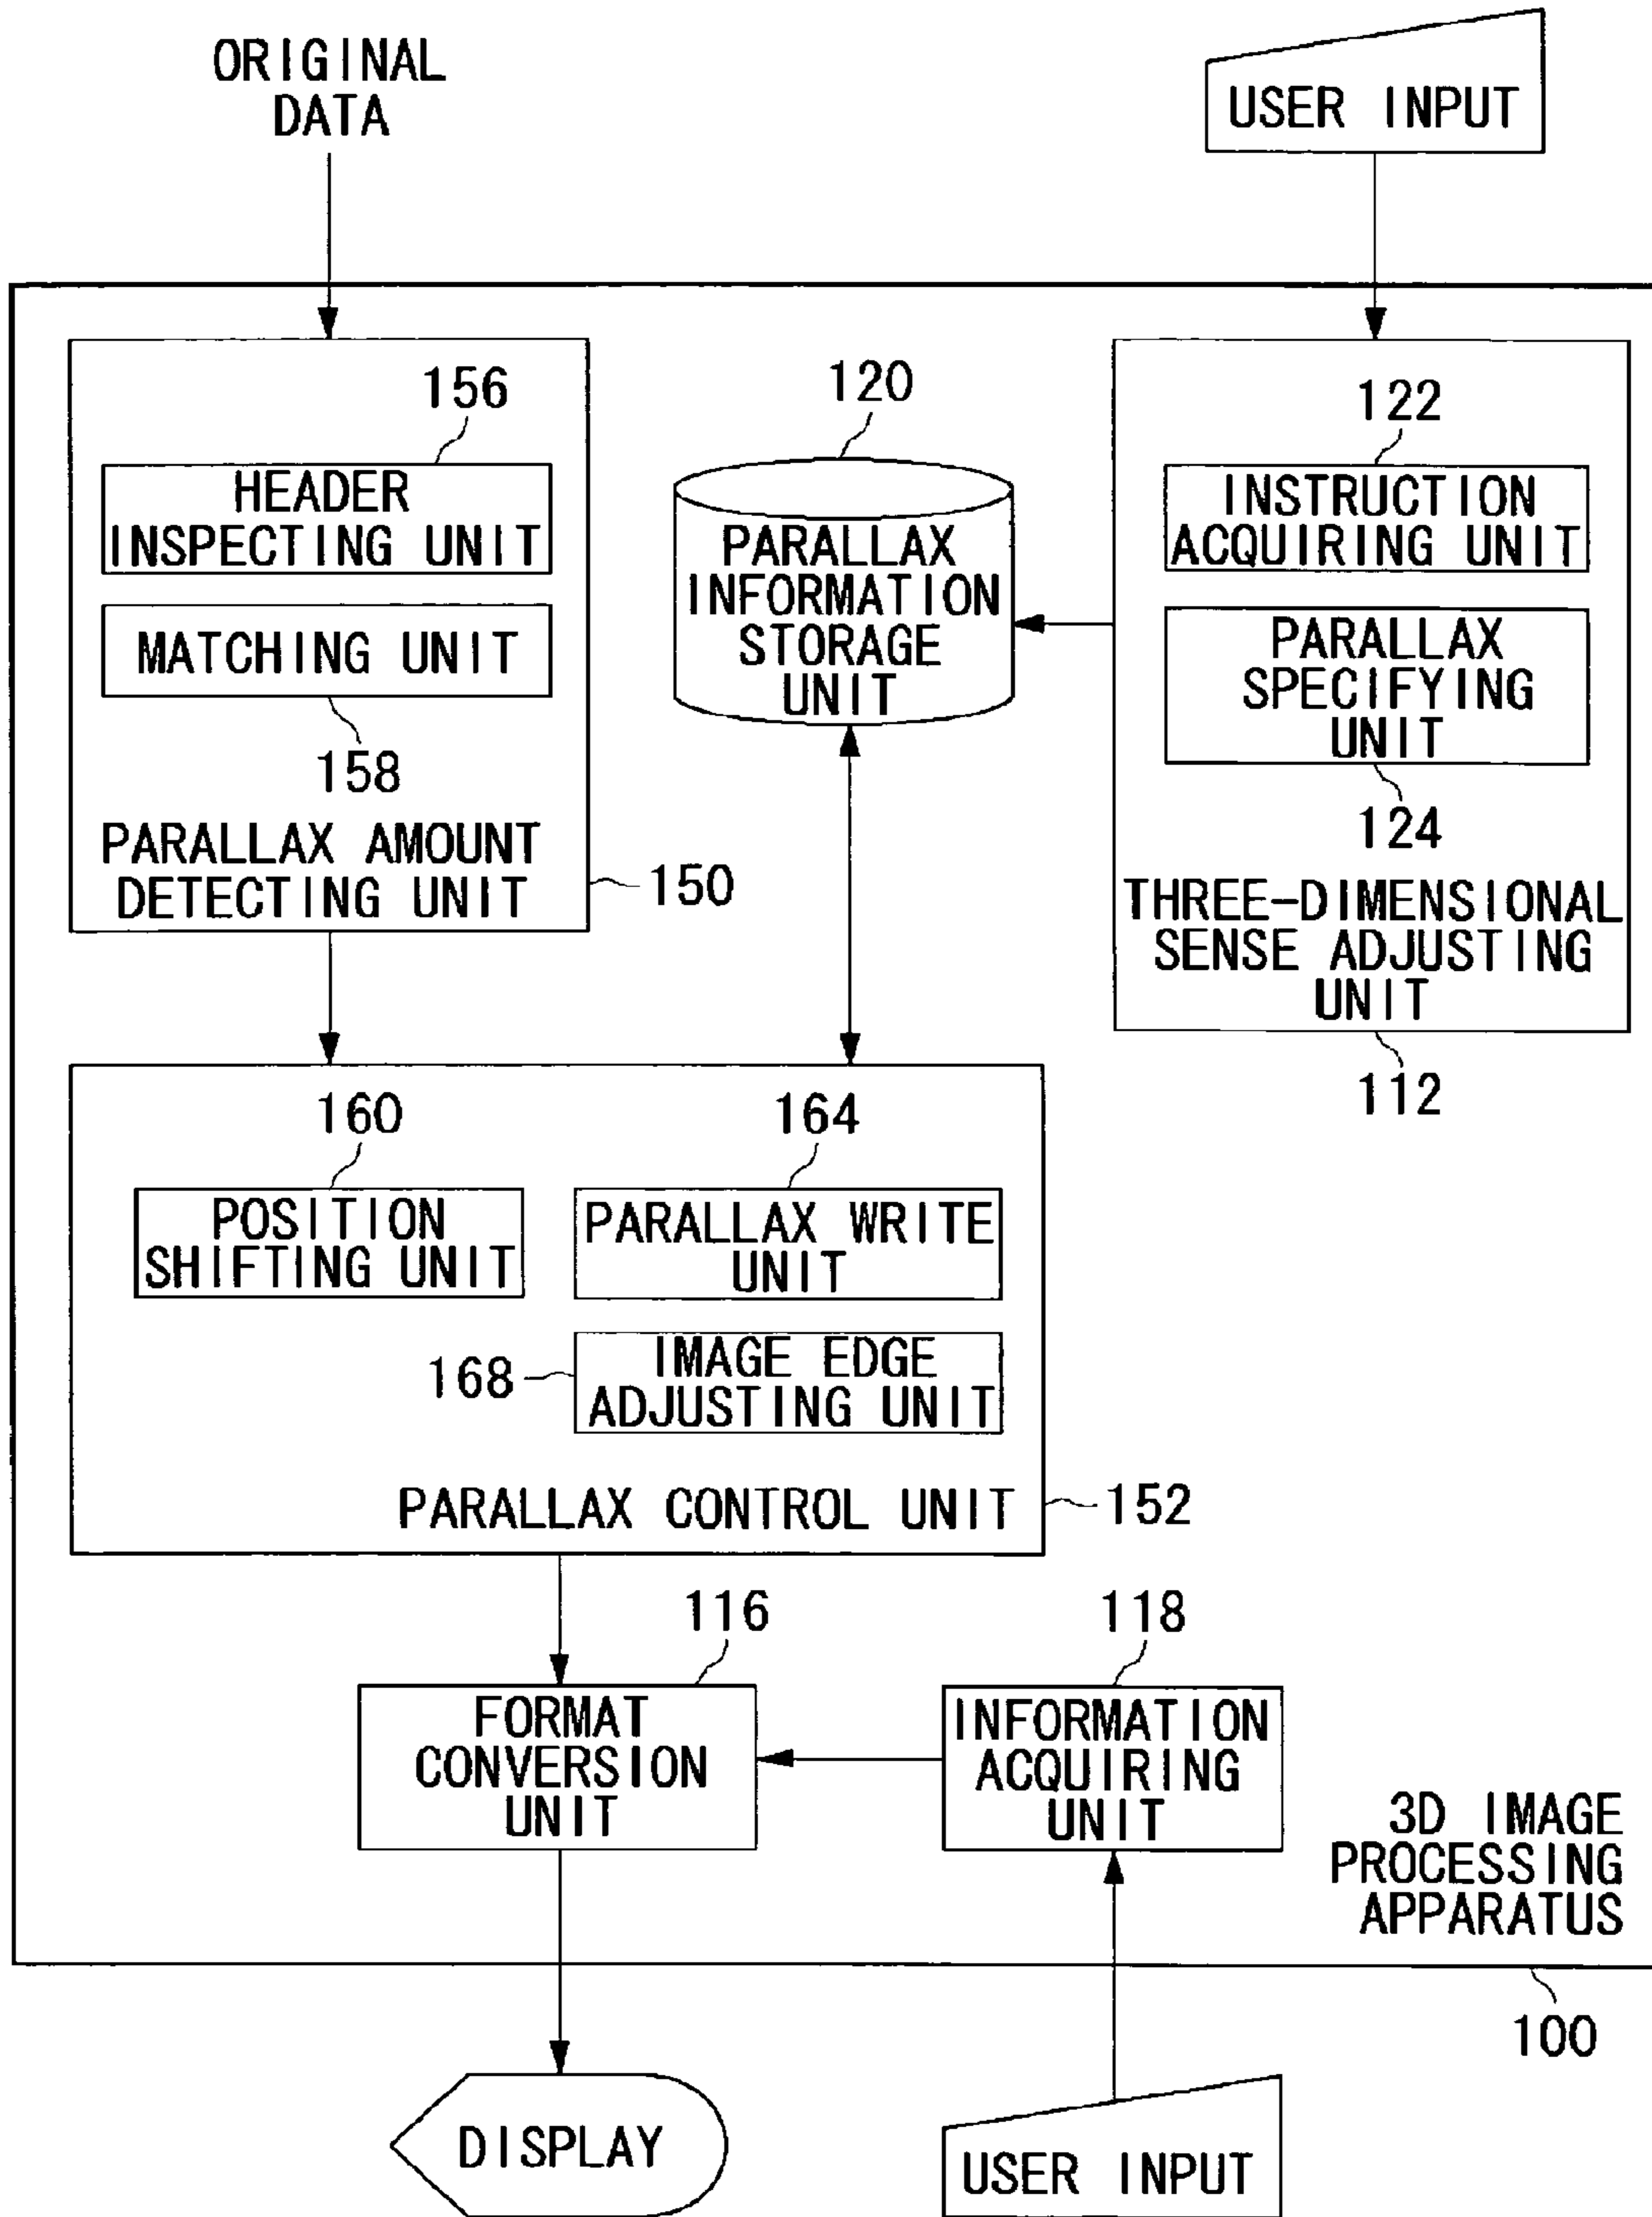 ORIGINAL
DATA
USER INPUT
156
HEADER
INSPECTING UNIT
MATCHING UNIT
158
PARALLAX AMOUNT
DETECTING UNIT
150
120
PARALLAX
INFORMATION
STORAGE
UNIT
122
INSTRUCTION
ACQUIRING UNIT
PARALLAX
SPECIFYING
UNIT
124
THREE-DIMENSIONAL
SENSE ADJUSTING
UNIT
112
160
POSITION
SHIFTING UNIT
164
PARALLAX WRITE
UNIT
168
IMAGE EDGE
ADJUSTING UNIT
PARALLAX CONTROL UNIT
152
116
FORMAT
CONVERSION
UNIT
118
INFORMATION
ACQUIRING
UNIT
3D IMAGE
PROCESSING
APPARATUS
100
DISPLAY
USER INPUT